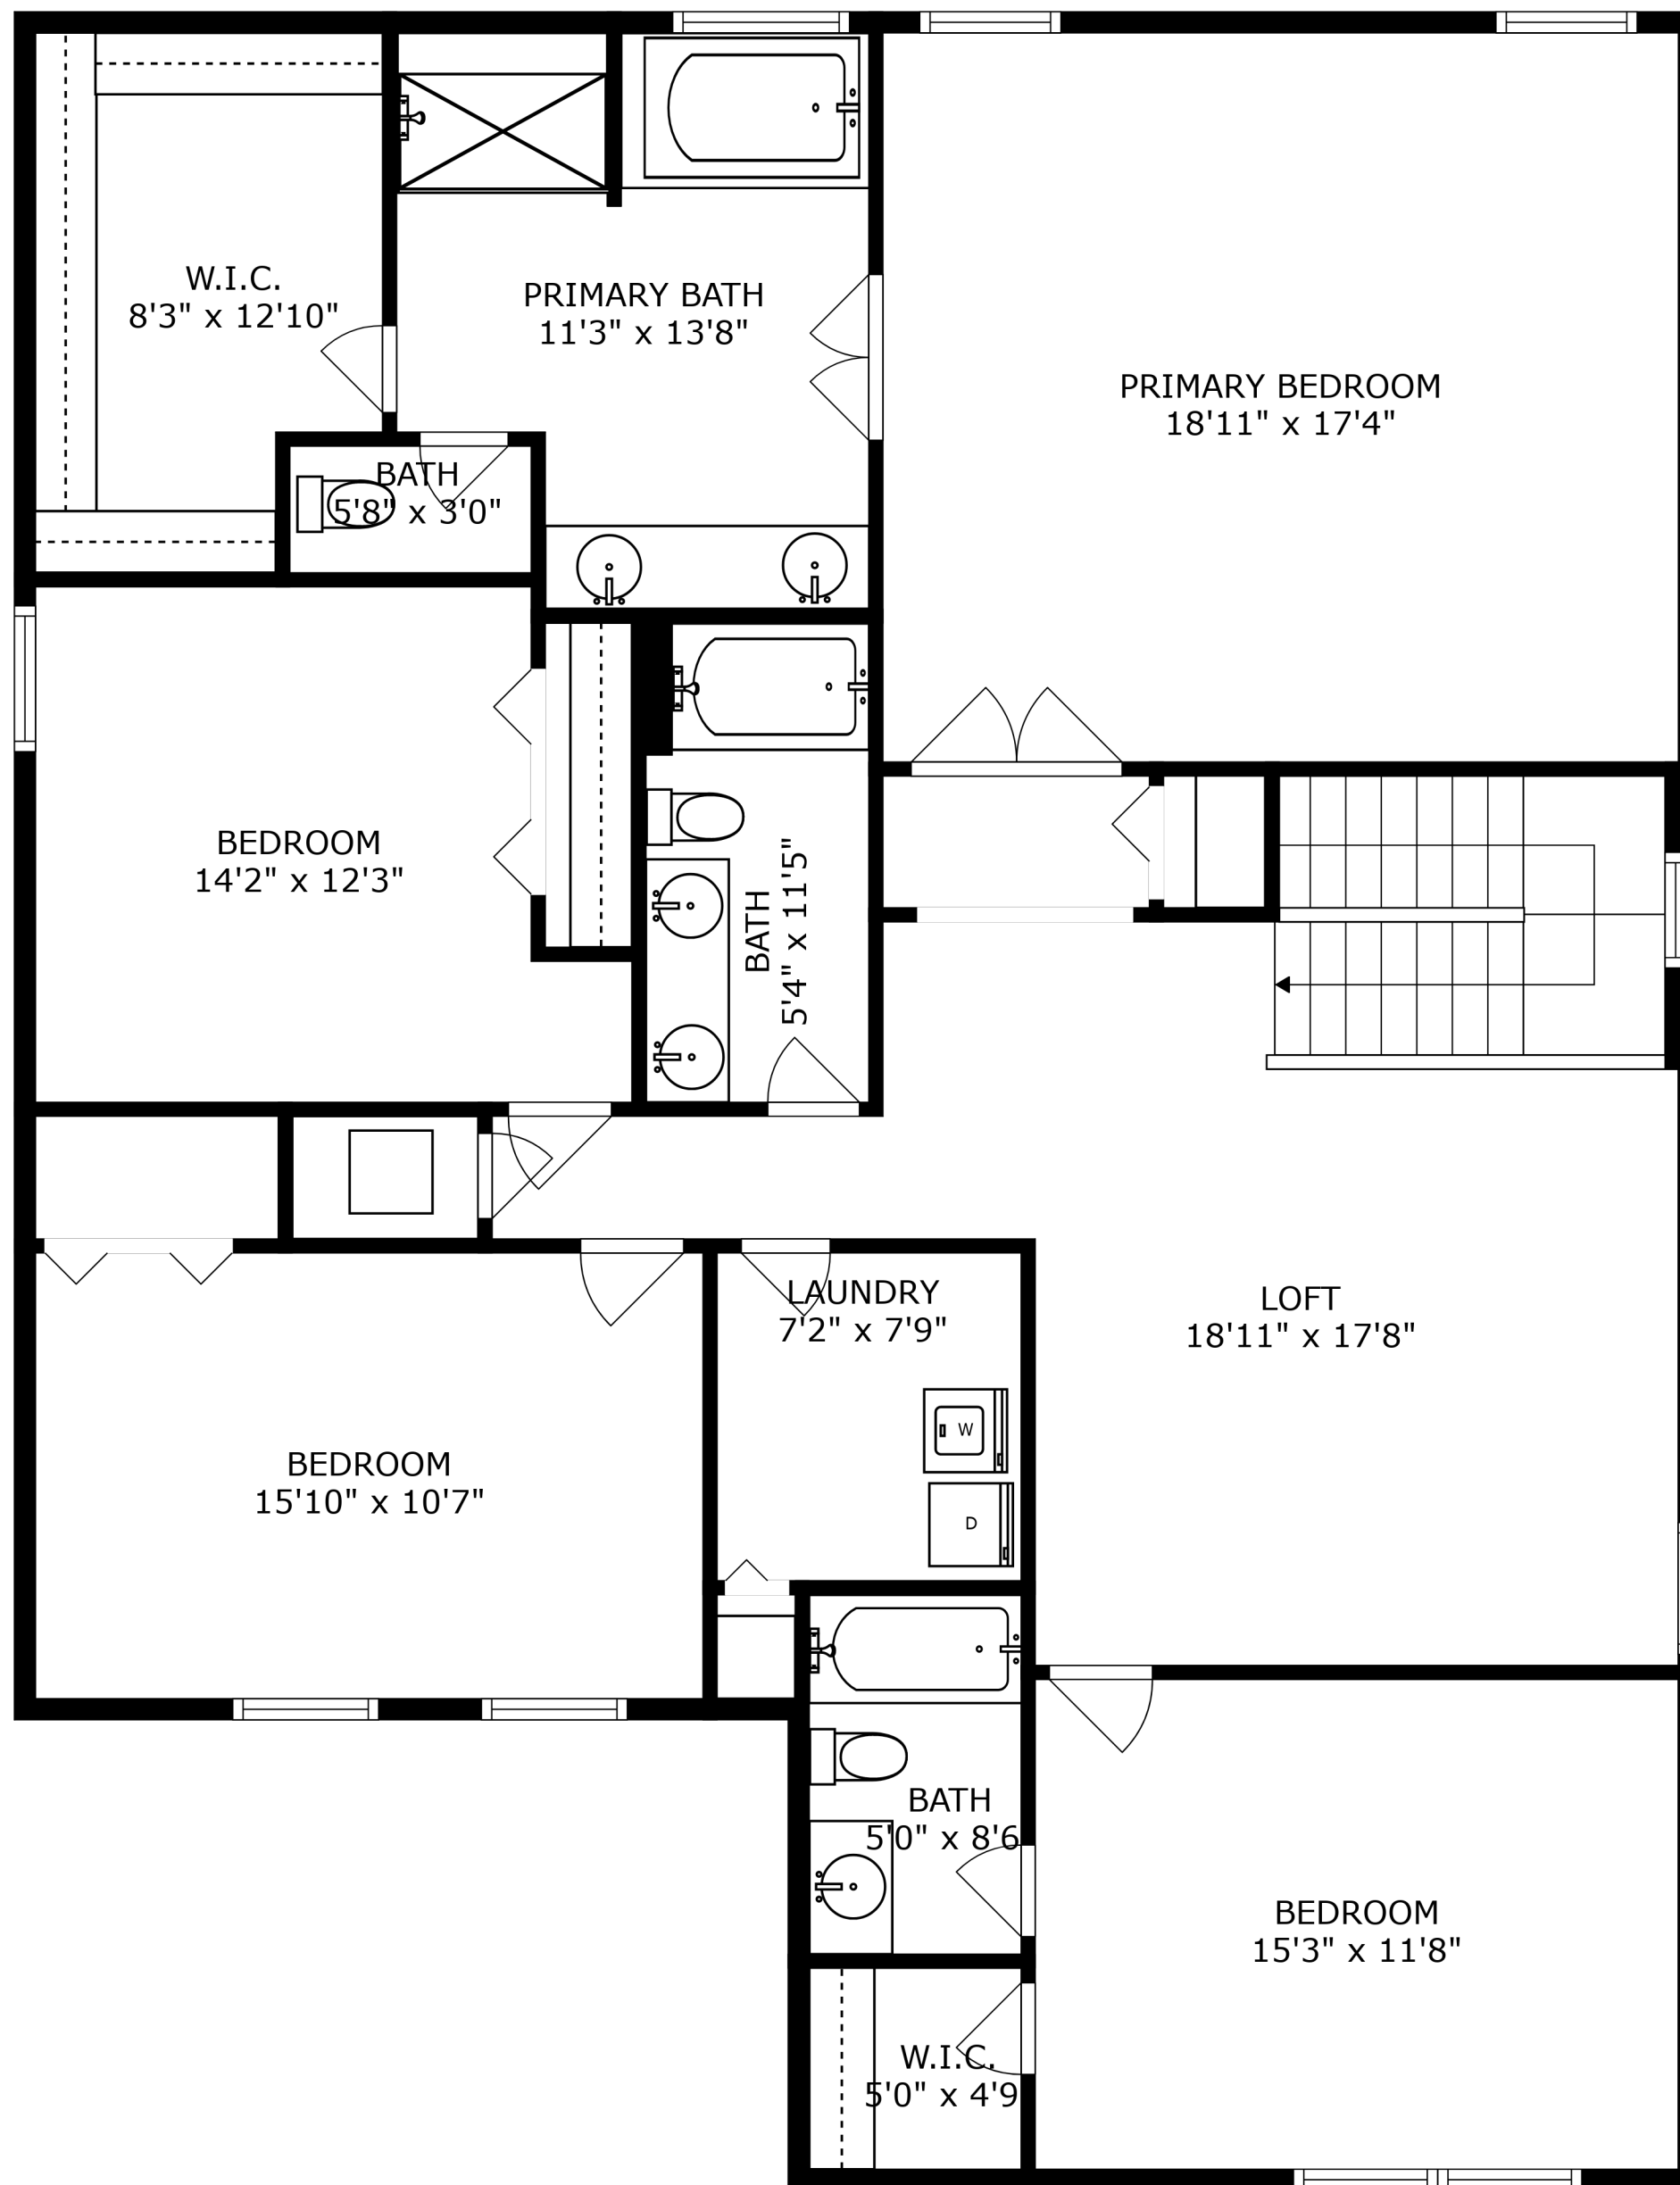 W.I.C.
8'3" x 12'10"
PRIMARY BATH
11'3" x 13'8"
PRIMARY BEDROOM
18'11" x 17'4"
BATH
5'8" x 3'0"
BEDROOM
14'2" x 12'3"
BATH
5'4" x 11'5"
LAUNDRY
7'2" x 7'9"
LOFT
18'11" x 17'8"
W
D
BEDROOM
15'10" x 10'7"
BATH
5'0" x 8'6
BEDROOM
15'3" x 11'8"
W.I.C.
5'0" x 4'9